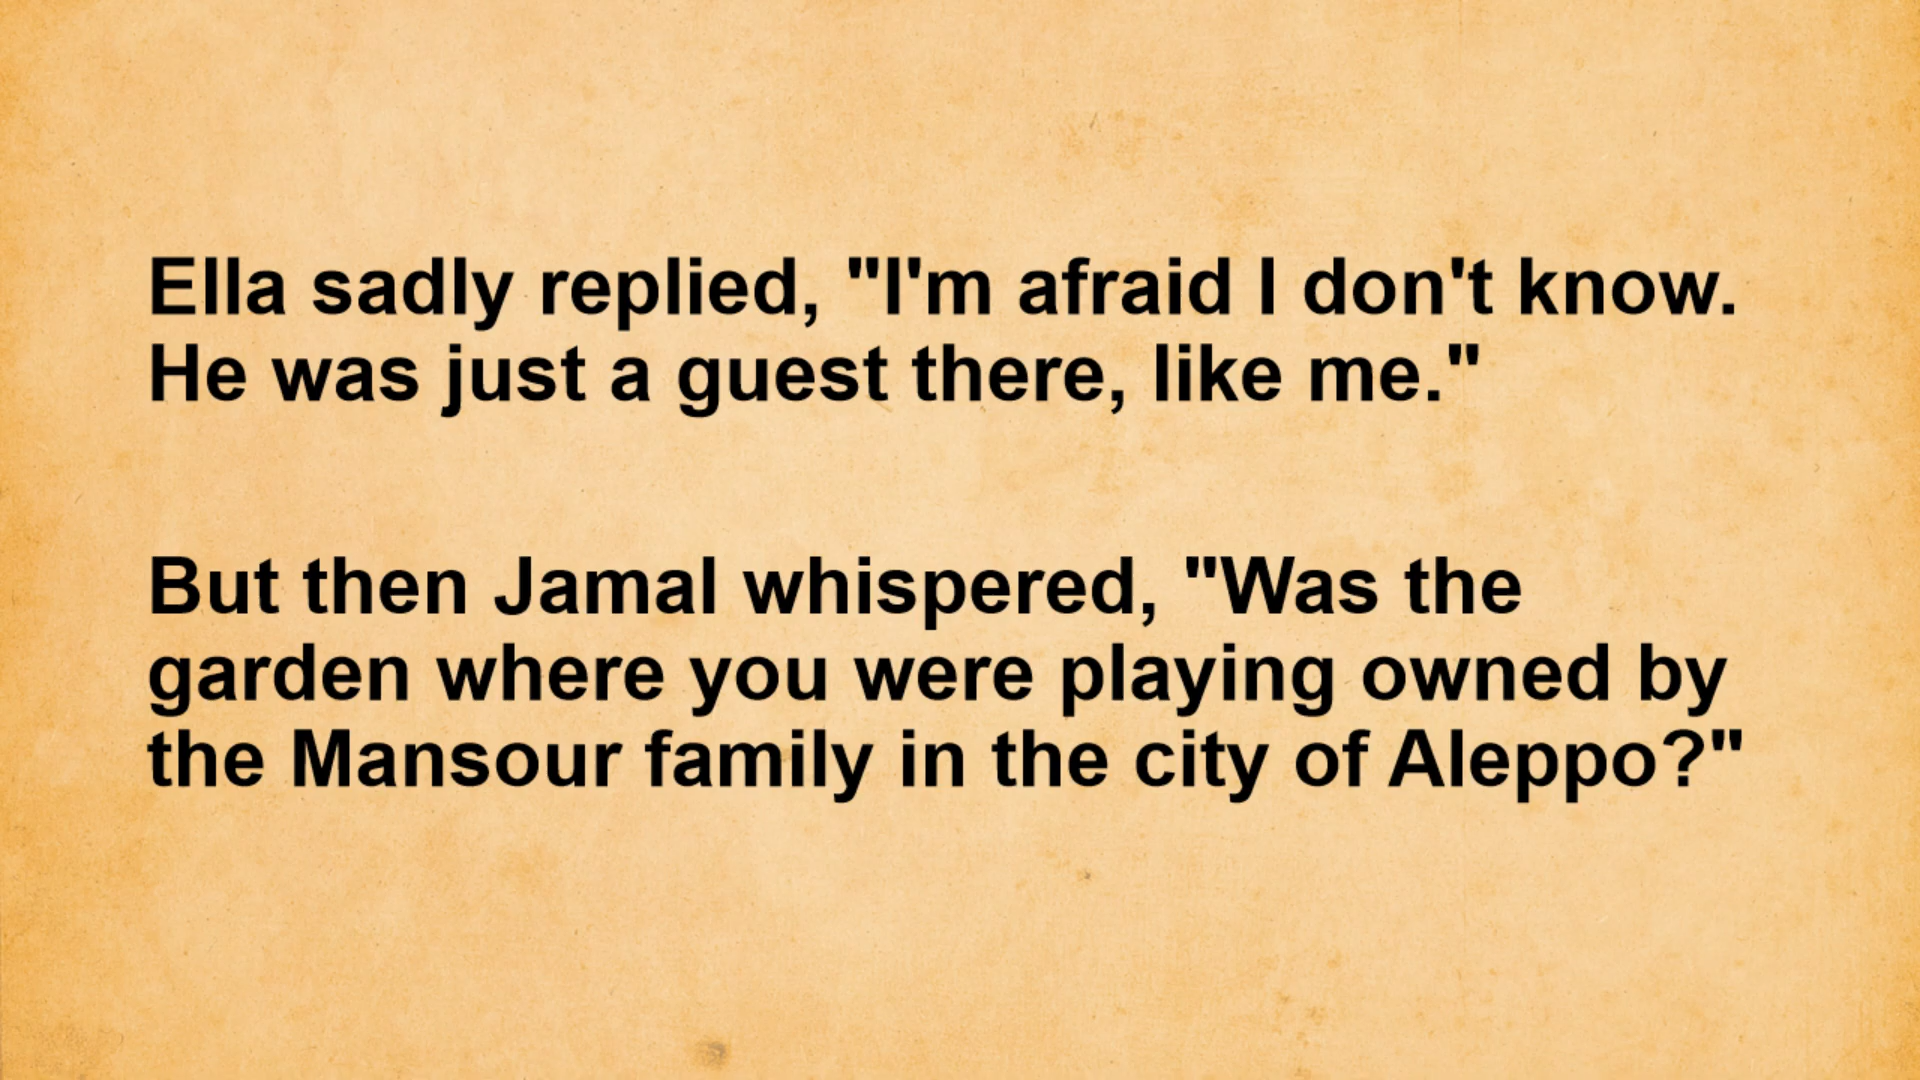 Ella sadly replied, "I'm afraid I don't know.
He was just a guest there, like me."
But then Jamal whispered, "Was the
garden where you were playing owned by
the Mansour family in the city of Aleppo?"